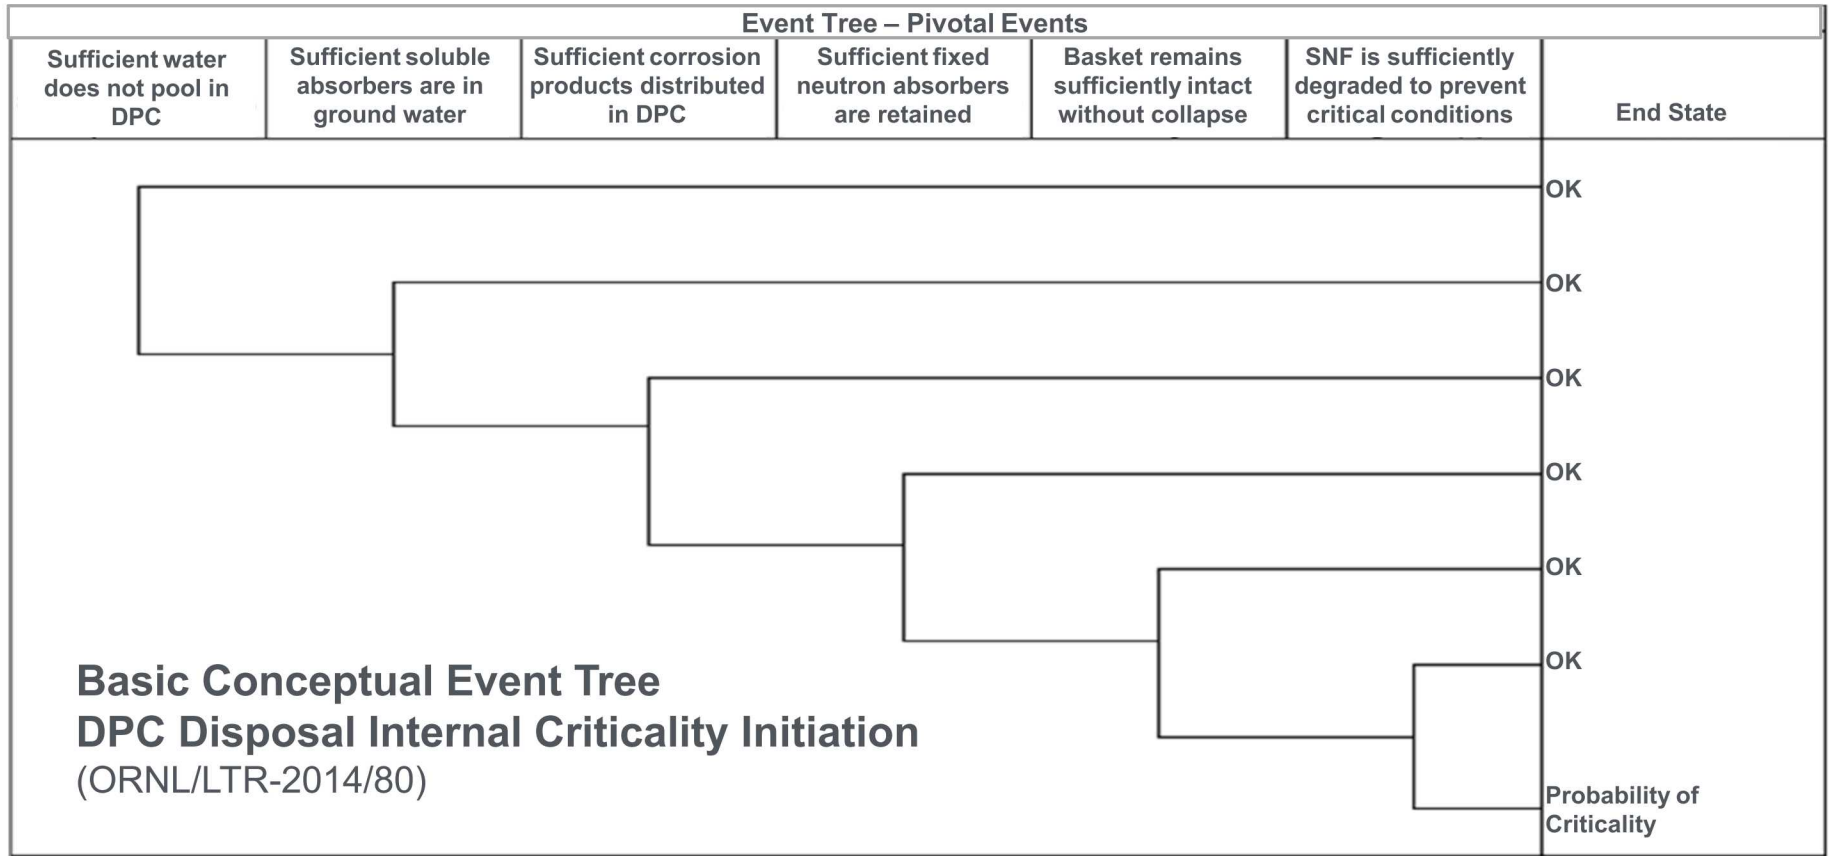 Event Tree – Pivotal Events
Sufficient water
does not pool in
DPC
Sufficient soluble
absorbers are in
ground water
Sufficient corrosion
products distributed
in DPC
Sufficient fixed
neutron absorbers
are retained
Basket remains
sufficiently intact
without collapse
SNF is sufficiently
degraded to prevent
critical conditions
End State
OK
OK
OK
OK
OK
OK
Probability of
Criticality
Basic Conceptual Event Tree
DPC Disposal Internal Criticality Initiation
(ORNL/LTR-2014/80)